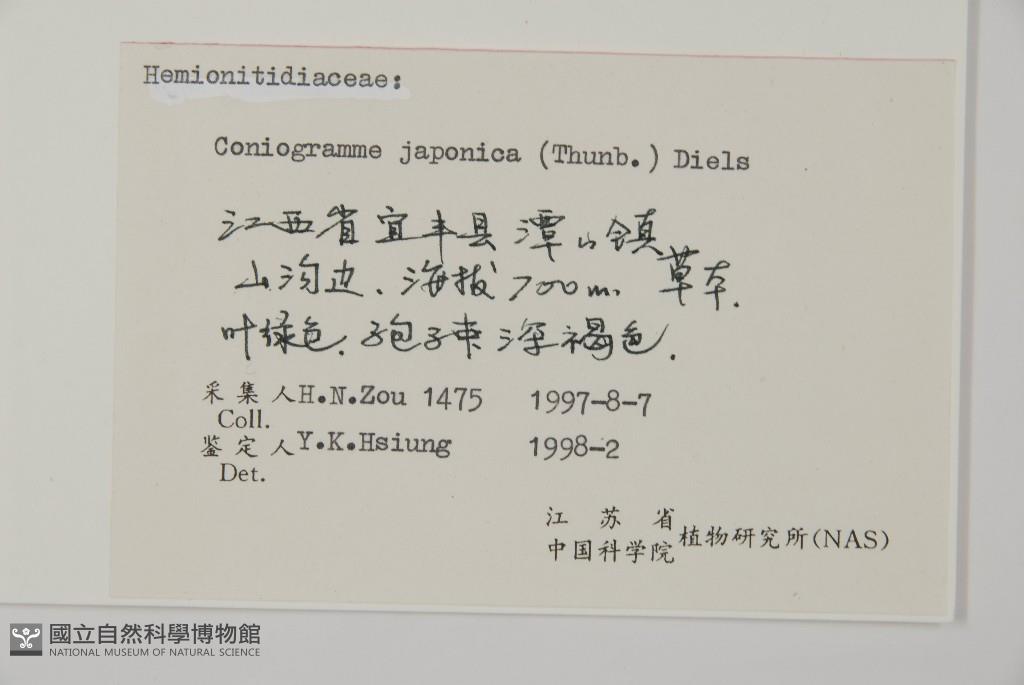 Hemionitidiaceae:
Coniogramme japonica (Thunb.) Diels
江西省宜丰县潭山镇
山沟边、海拔700m. 草本.
叶绿色. 孢子束深褐色.
采集人H.N.Zou 1475 1997-8-7
Coll.
鉴定人Y.K.Hsiung 1998-2
Det.
江苏省
中国科学院植物研究所(NAS)
國立自然科學博物館
NATIONAL MUSEUM OF NATURAL SCIENCE